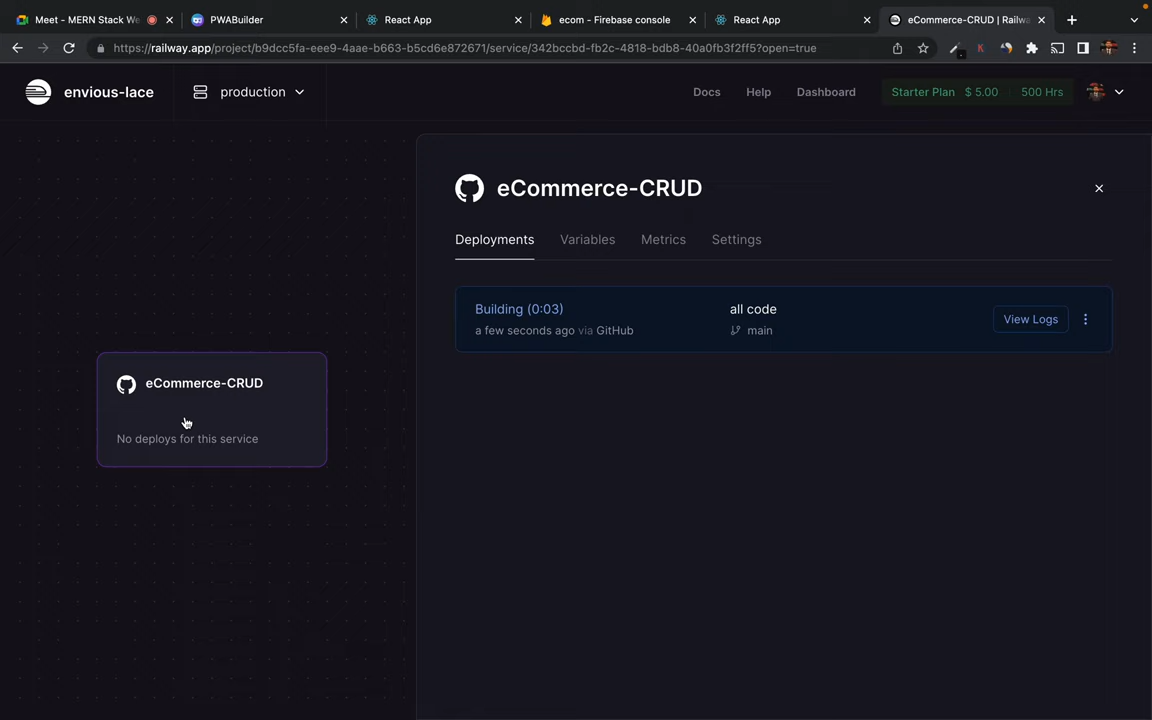 Meet - MERN Stack We
PWABuilder
React App
ecom - Firebase console
React App
eCommerce-CRUD | Railw
https://railway.app/project/b9dcc5fa-eee9-4aae-b663-b5cd6e872671/service/342bccbd-fb2c-4818-bdb8-40a0fb3f2ff5?open=true
K
envious-lace
production
Docs
Help
Dashboard
Starter Plan $ 5.00 500 Hrs
eCommerce-CRUD
Deployments
Variables
Metrics
Settings
Building (0:03)
all code
a few seconds ago via GitHub
main
View Logs
eCommerce-CRUD
No deploys for this service